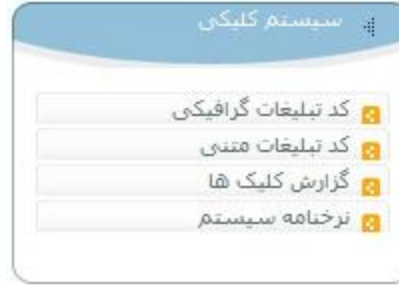 سیستم کلیکی
کد تبلیغات گرافیکی
کد تبلیغات متنی
گزارش کلیک ها
نرخنامه سیستم